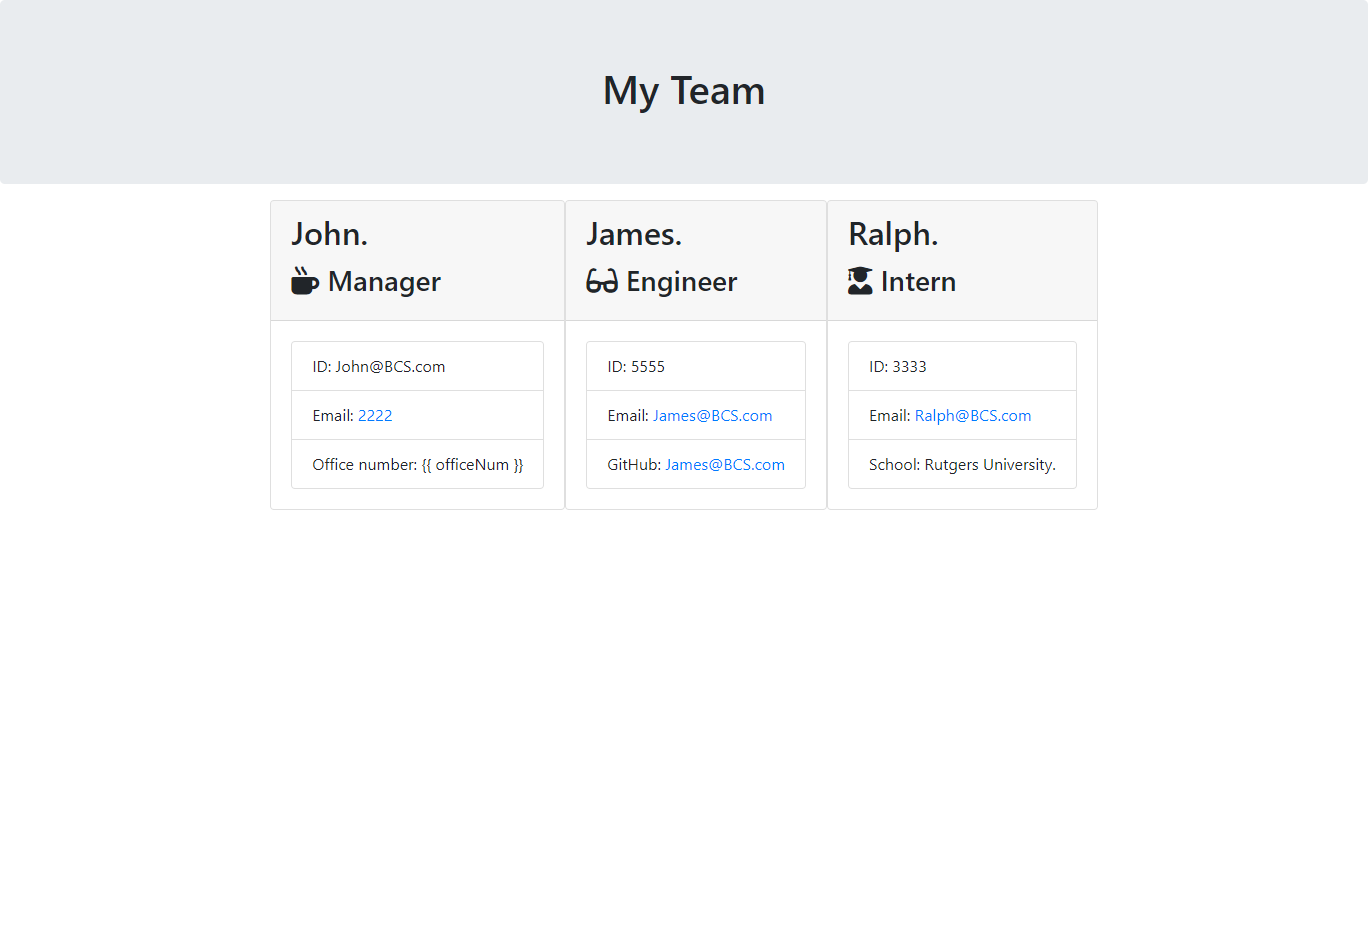 My Team
John.
Manager
ID: John@BCS.com
Email: 2222
Office number: {{ officeNum }}
James.
Engineer
ID: 5555
Email: James@BCS.com
GitHub: James@BCS.com
Ralph.
Intern
ID: 3333
Email: Ralph@BCS.com
School: Rutgers University.